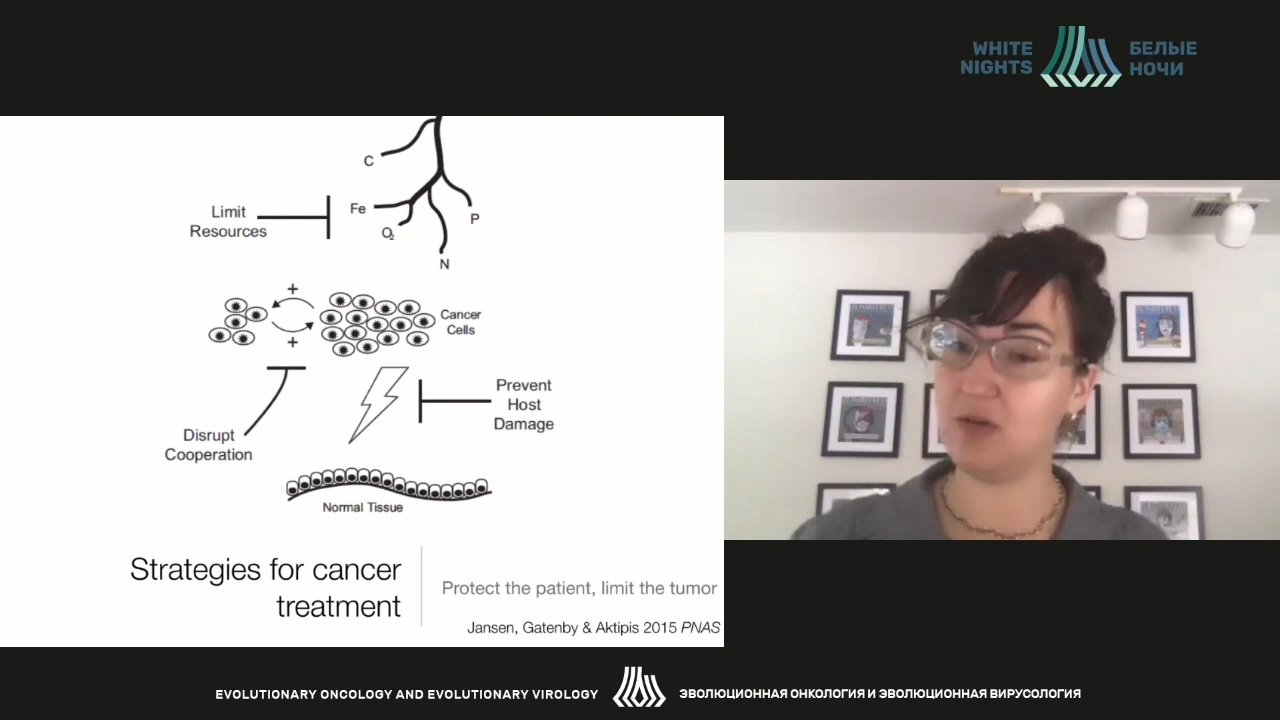 WHITE
NIGHTS
БЕЛЫЕ
НОЧИ
C
Limit
Resources
Fe
P
O2
N
+
Cancer
Cells
+
Prevent
Host
Damage
Disrupt
Cooperation
Normal Tissue
Strategies for cancer
treatment
Protect the patient, limit the tumor
Jansen, Gatenby & Aktipis 2015 PNAS
EVOLUTIONARY ONCOLOGY AND EVOLUTIONARY VIROLOGY
ЭВОЛЮЦИОННАЯ ОНКОЛОГИЯ И ЭВОЛЮЦИОННАЯ ВИРУСОЛОГИЯ